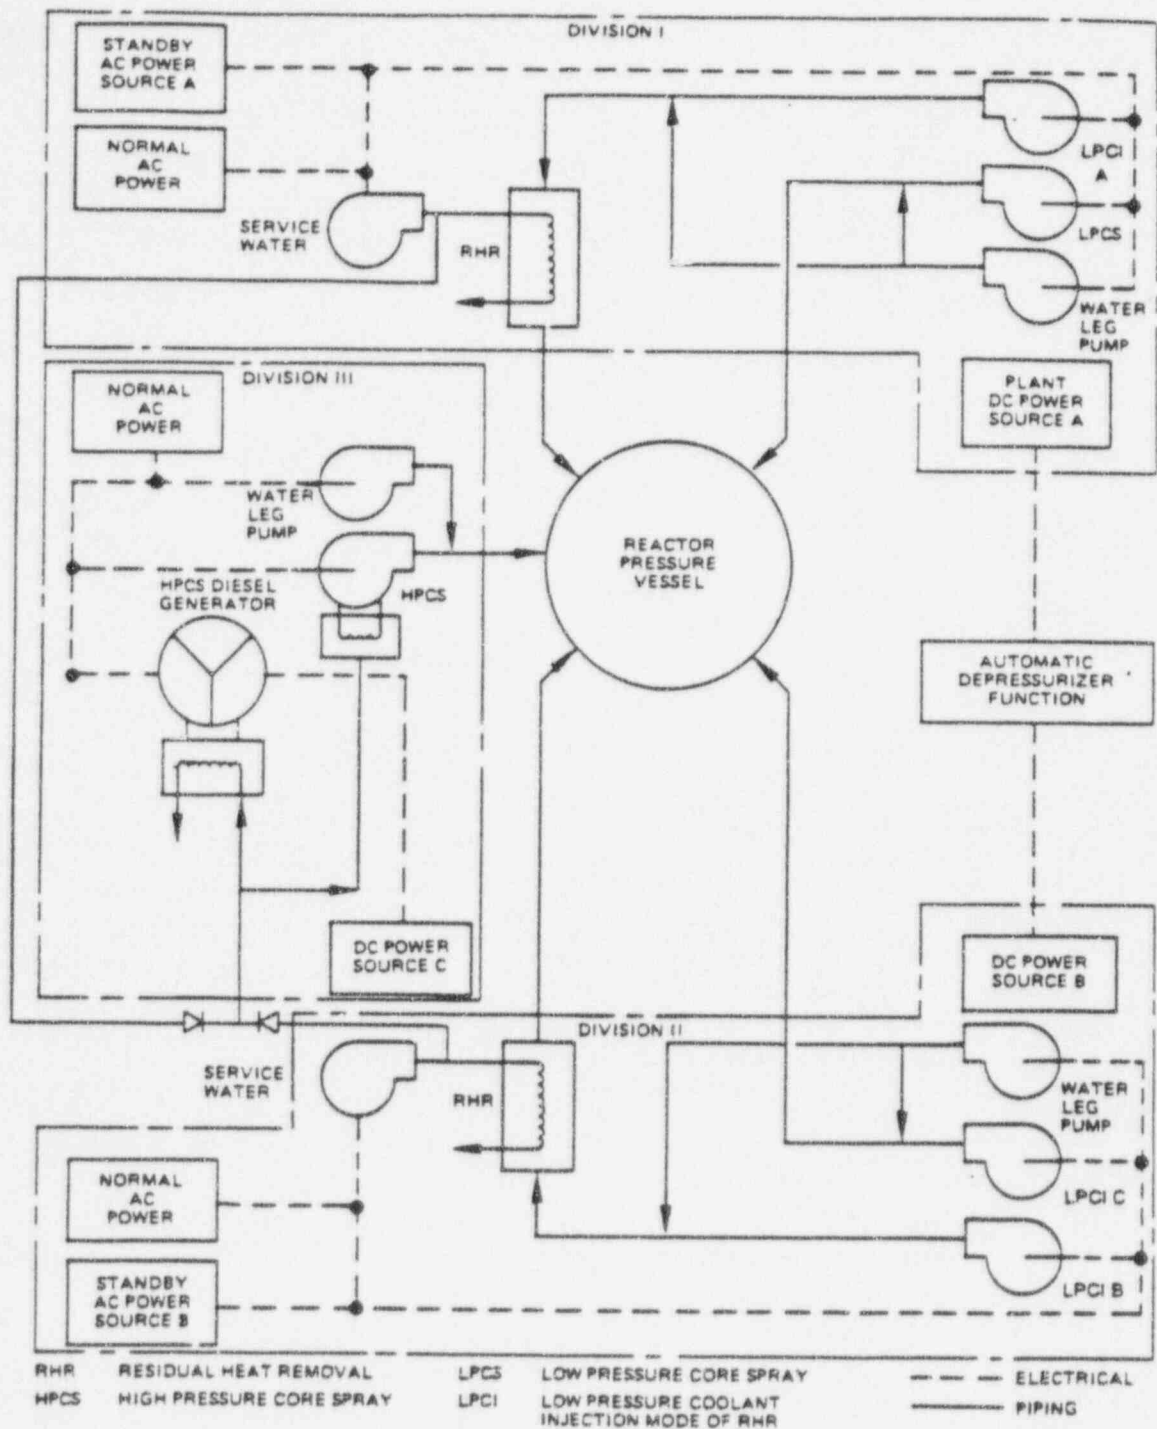 DIVISION I
STANDBY
AC POWER
SOURCE A
NORMAL
AC
POWER
SERVICE
WATER
RHR
LPCI
A
LPCS
WATER
LEG
PUMP
PLANT
DC POWER
SOURCE A
DIVISION III
NORMAL
AC
POWER
WATER
LEG
PUMP
HPCS DIESEL
GENERATOR
HPCS
REACTOR
PRESSURE
VESSEL
AUTOMATIC
DEPRESSURIZER
FUNCTION
DC POWER
SOURCE C
DC POWER
SOURCE B
DIVISION II
SERVICE
WATER
RHR
WATER
LEG
PUMP
LPCI C
LPCI B
NORMAL
AC
POWER
STANDBY
AC POWER
SOURCE B
RHR RESIDUAL HEAT REMOVAL
HPCS HIGH PRESSURE CORE SPRAY
LPCS LOW PRESSURE CORE SPRAY
LPCI LOW PRESSURE COOLANT
INJECTION MODE OF RHR
ELECTRICAL
PIPING